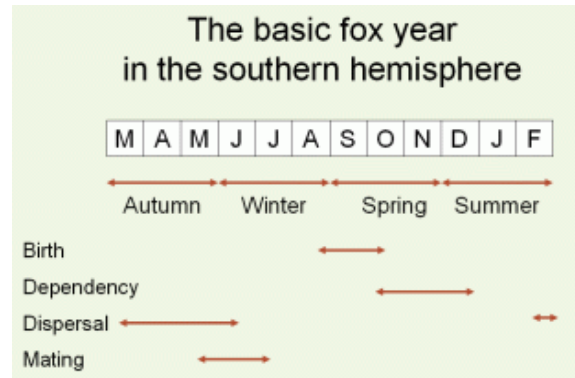 The basic fox year
in the southern hemisphere
M A M J J A S O N D J F
Autumn Winter Spring Summer
Birth
Dependency
Dispersal
Mating